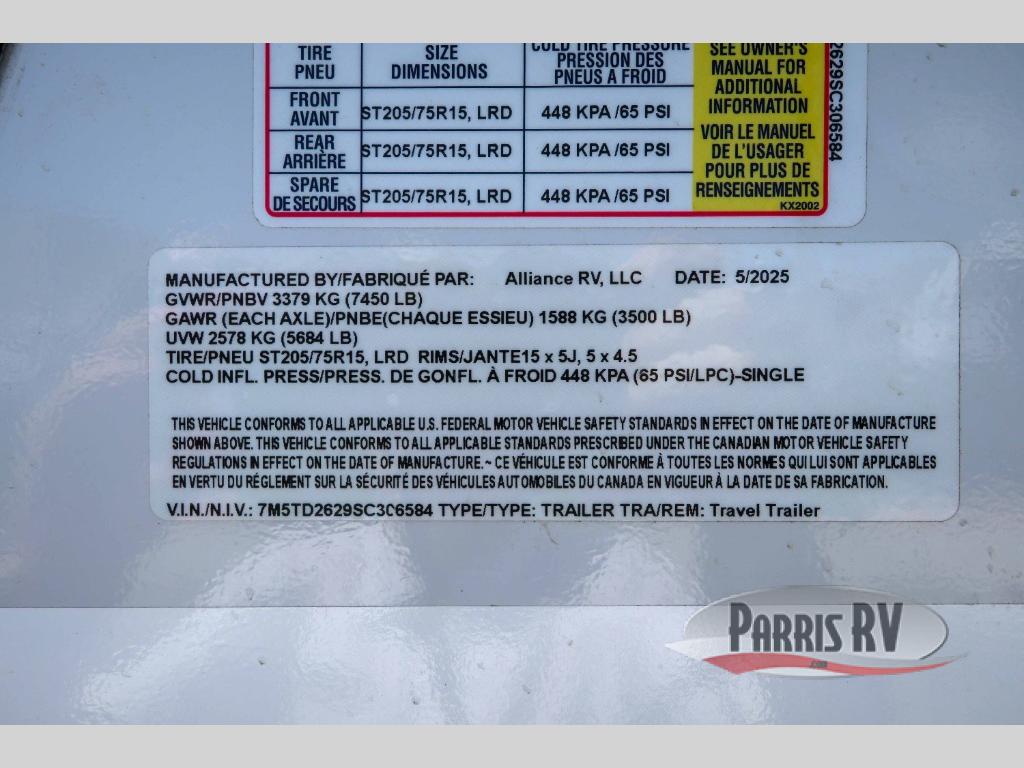 TIRE SIZE COLD TIRE PRESSURE SEE OWNER'S
PNEU DIMENSIONS PRESSION DES MANUAL FOR
PNEUS A FROID ADDITIONAL
INFORMATION
FRONT
AVANT ST205/75R15, LRD 448 KPA /65 PSI
REAR
ARRIÈRE ST205/75R15, LRD 448 KPA /65 PSI
SPARE
DE SECOURS ST205/75R15, LRD 448 KPA /65 PSI
VOIR LE MANUEL
DE L'USAGER
POUR PLUS DE
RENSEIGNEMENTS
KX2002
2629SC306584
MANUFACTURED BY/FABRIQUÉ PAR: Alliance RV, LLC DATE: 5/2025
GVWR/PNBV 3379 KG (7450 LB)
GAWR (EACH AXLE)/PNBE(CHAQUE ESSIEU) 1588 KG (3500 LB)
UVW 2578 KG (5684 LB)
TIRE/PNEU ST205/75R15, LRD RIMS/JANTE15 x 5J, 5 x 4.5
COLD INFL. PRESS/PRESS. DE GONFL. À FROID 448 KPA (65 PSI/LPC)-SINGLE
THIS VEHICLE CONFORMS TO ALL APPLICABLE U.S. FEDERAL MOTOR VEHICLE SAFETY STANDARDS IN EFFECT ON THE DATE OF MANUFACTURE
SHOWN ABOVE. THIS VEHICLE CONFORMS TO ALL APPLICABLE STANDARDS PRESCRIBED UNDER THE CANADIAN MOTOR VEHICLE SAFETY
REGULATIONS IN EFFECT ON THE DATE OF MANUFACTURE.~ CE VÉHICULE EST CONFORME À TOUTES LES NORMES QUI LUI SONT APPLICABLES
EN VERTU DU RÉGLEMENT SUR LA SÉCURITÉ DES VÉHICULES AUTOMOBILES DU CANADA EN VIGUEUR À LA DATE DE SA FABRICATION.
V.I.N./N.I.V.: 7M5TD2629SC306584 TYPE/TYPE: TRAILER TRA/REM: Travel Trailer
PARRIS RV
.com